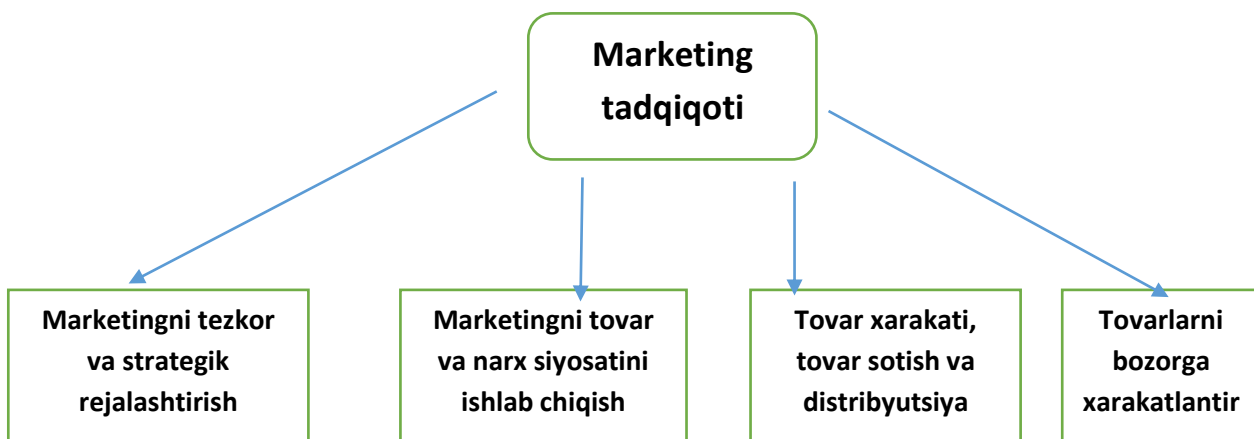 Marketing
tadqiqoti
Marketingni tezkor
va strategik
rejalashtirish
Marketingni tovar
va narx siyosatini
ishlab chiqish
Tovar xarakati,
tovar sotish va
distribyutsiya
Tovarlarni
bozorga
xarakatlantir